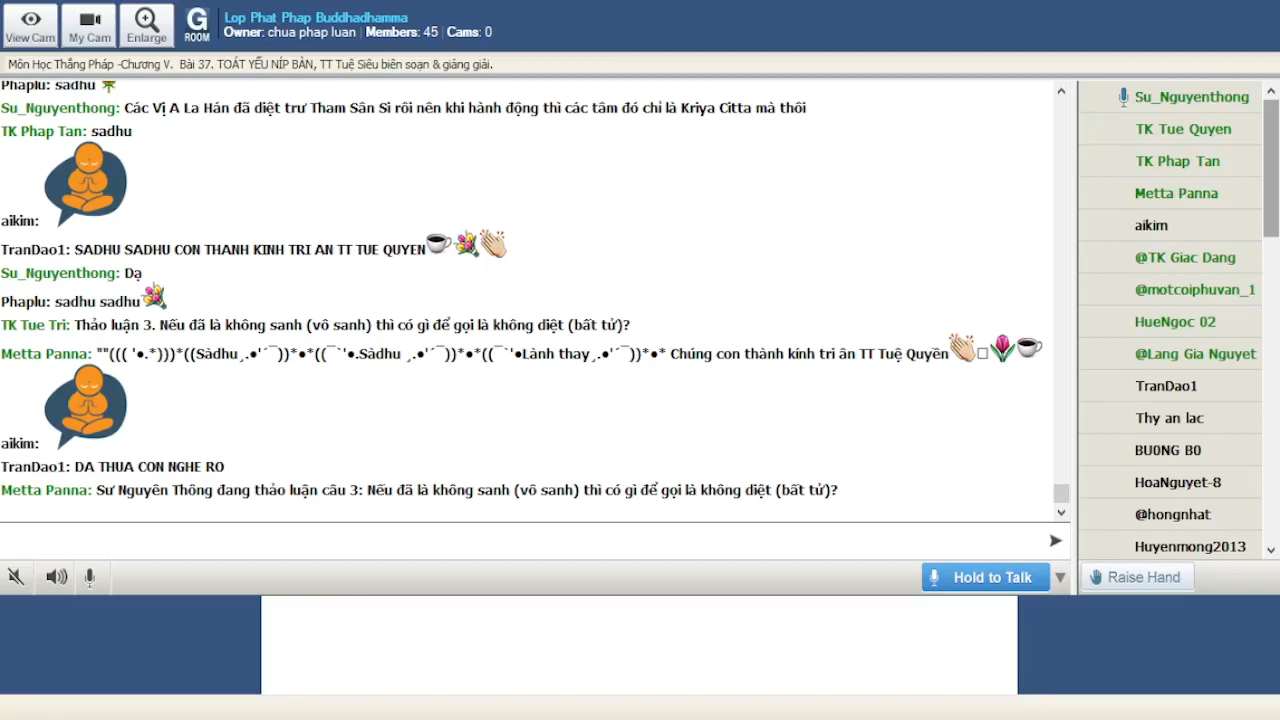 View Cam
My Cam
Enlarge
G
ROOM
Lop Phat Phap Buddhadhamma
Owner: chua phap luan | Members: 45 | Cams: 0
Môn Học Thắng Pháp -Chương V. Bài 37. TOÁT YẾU NÍP BÀN, TT Tuệ Siêu biên soạn & giảng giải.
Phaplu: sadhu
Su_Nguyenthong: Các Vị A La Hán đã diệt trư Tham Sân Si rôi nên khi hành động thì các tâm đó chỉ là Kriya Citta mà thôi
TK Phap Tan: sadhu
aikim:
TranDao1: SADHU SADHU CON THANH KINH TRI AN TT TUE QUYEN
Su_Nguyenthong: Dạ
Phaplu: sadhu sadhu
TK Tue Tri: Thảo luận 3. Nếu đã là không sanh (vô sanh) thì có gì để gọi là không diệt (bất tử)?
Metta Panna: ""((( '●.*)))*((Sàdhu¸.●'´¯))*●*((¯`'●.Sàdhu ¸.●'´¯))*●*((¯`'●Lành thay¸.●'´¯))*●* Chúng con thành kính tri ân TT Tuệ Quyền
aikim:
TranDao1: DA THUA CON NGHE RO
Metta Panna: Sư Nguyên Thông đang thảo luận câu 3: Nếu đã là không sanh (vô sanh) thì có gì để gọi là không diệt (bất tử)?
Hold to Talk
Su_Nguyenthong
TK Tue Quyen
TK Phap Tan
Metta Panna
aikim
@TK Giac Dang
@motcoiphuvan_1
HueNgoc 02
@Lang Gia Nguyet
TranDao1
Thy an lac
BU0NG B0
HoaNguyet-8
@hongnhat
Huyenmong2013
Raise Hand